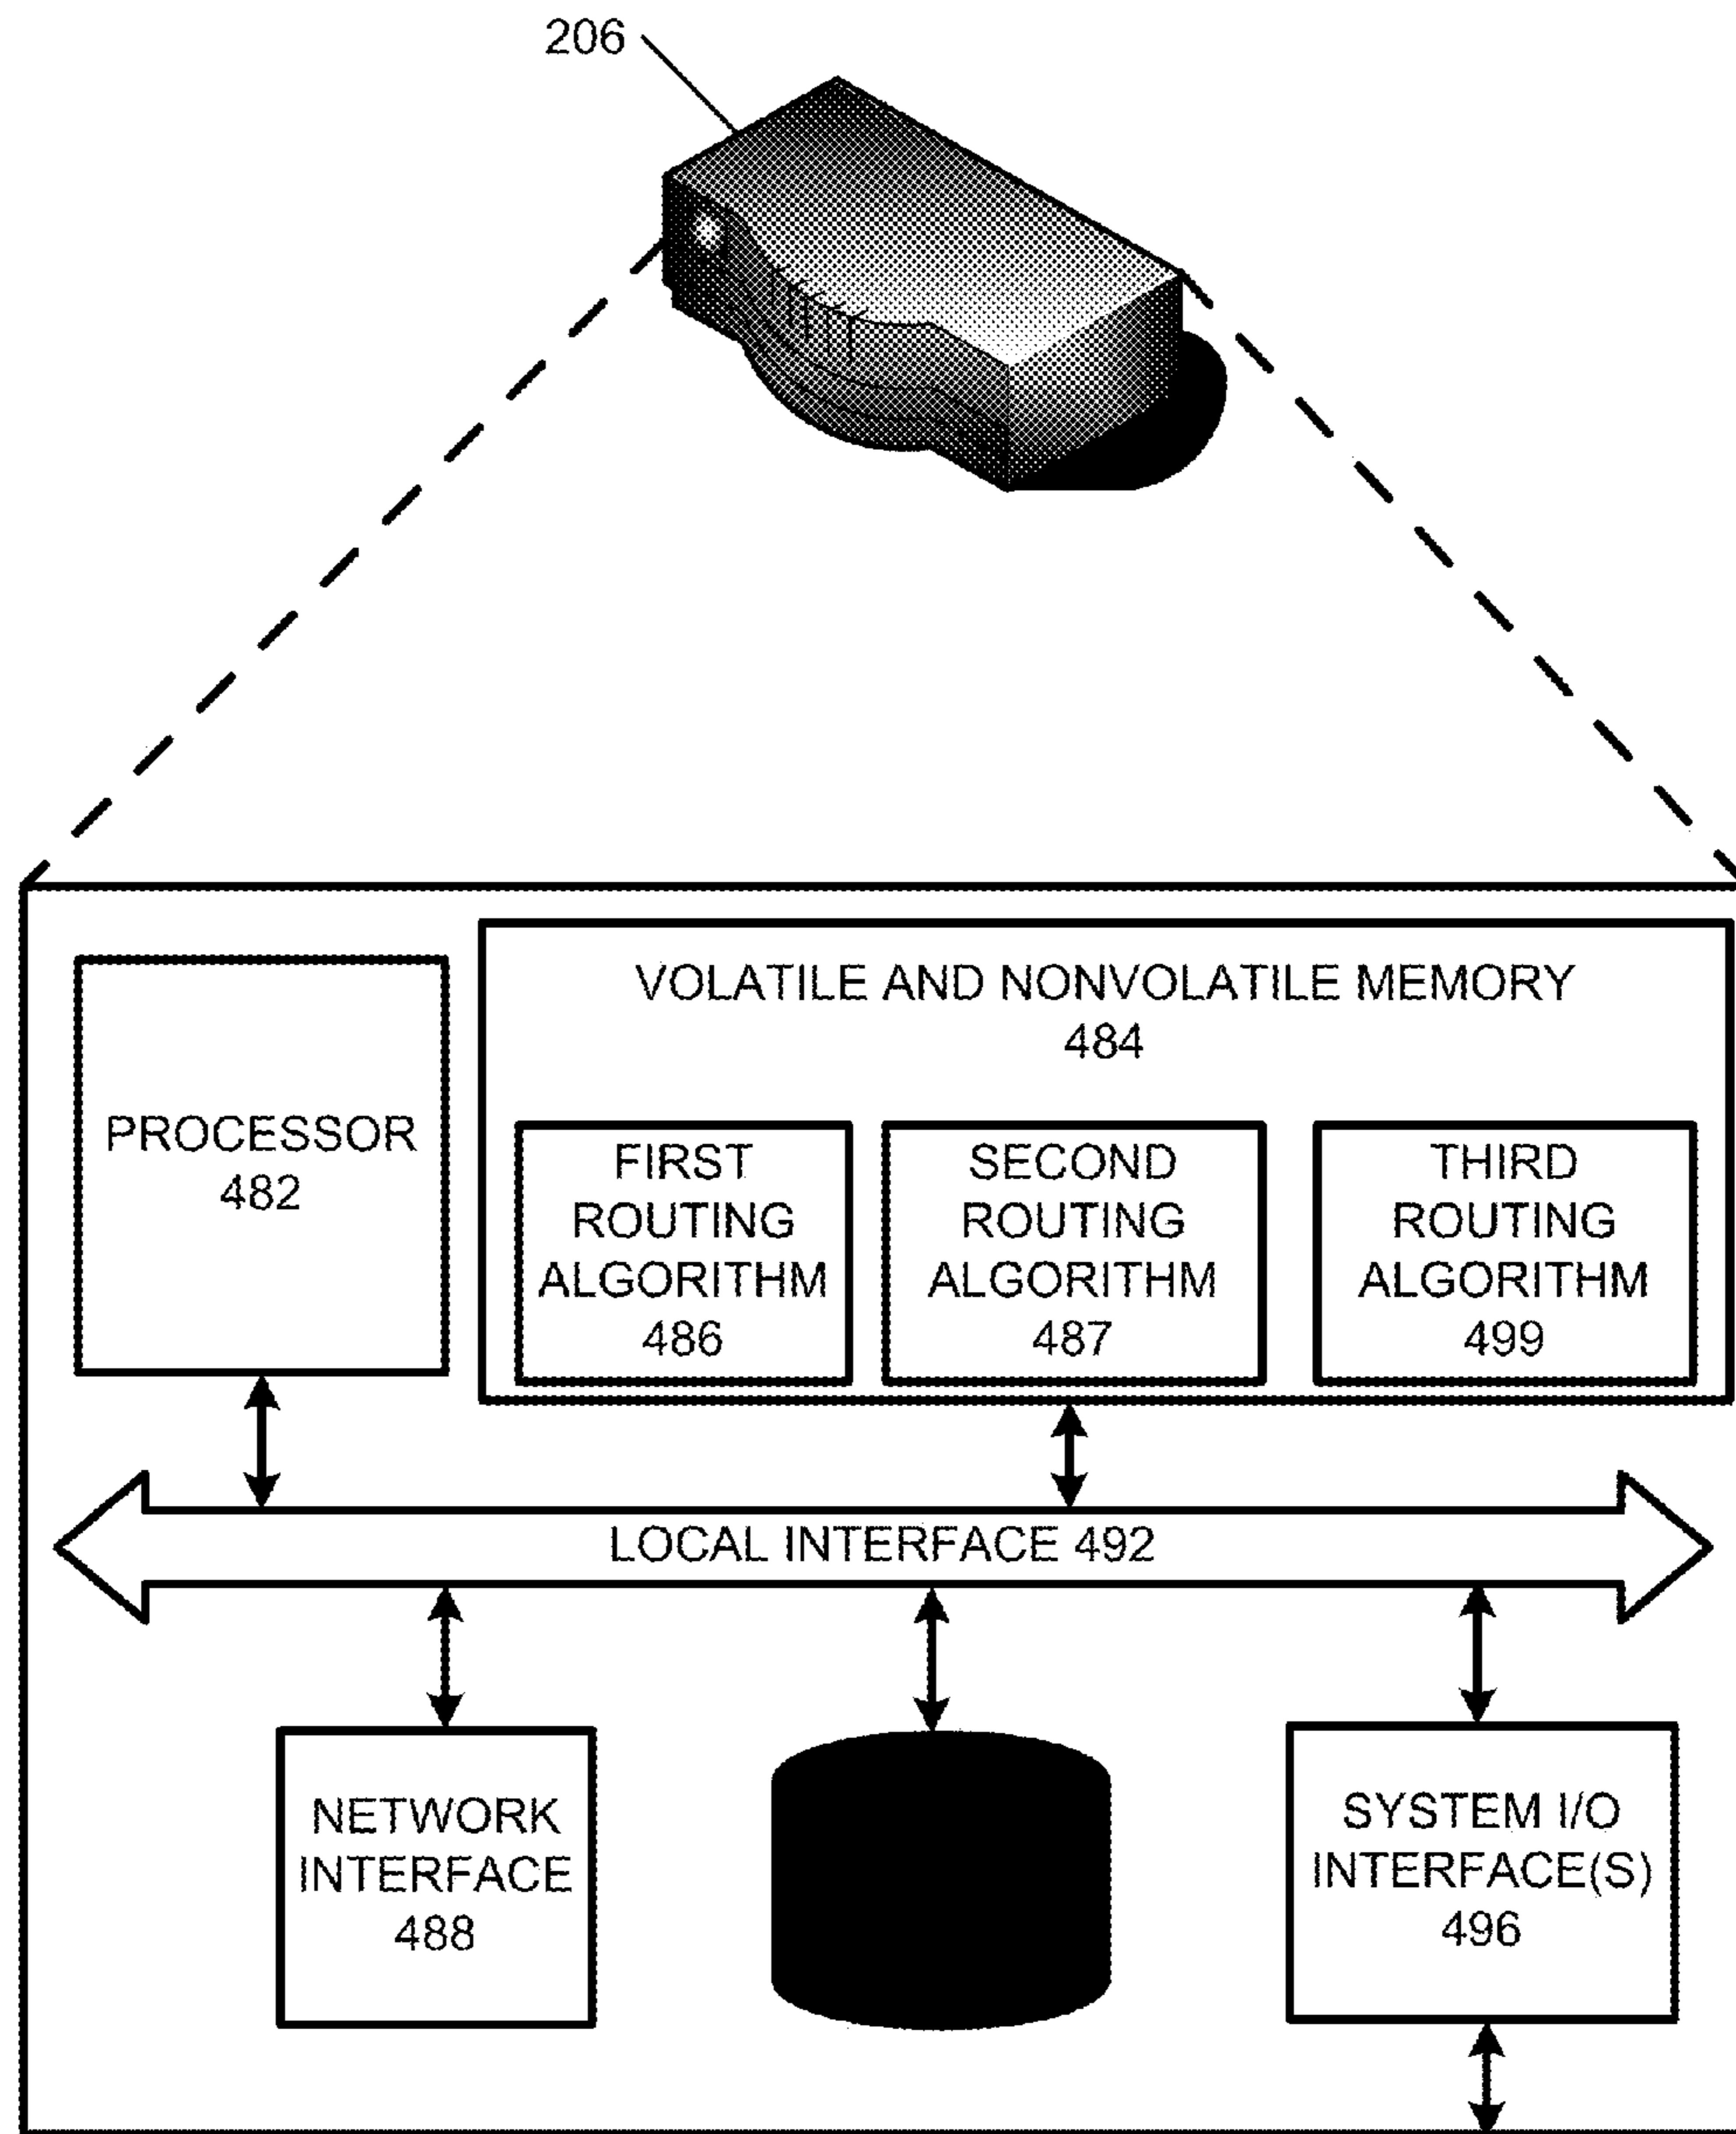 206
VOLATILE AND NONVOLATILE MEMORY
484
PROCESSOR
482
FIRST
ROUTING
ALGORITHM
486
SECOND
ROUTING
ALGORITHM
487
THIRD
ROUTING
ALGORITHM
499
LOCAL INTERFACE 492
NETWORK
INTERFACE
488
SYSTEM I/O
INTERFACE(S)
496